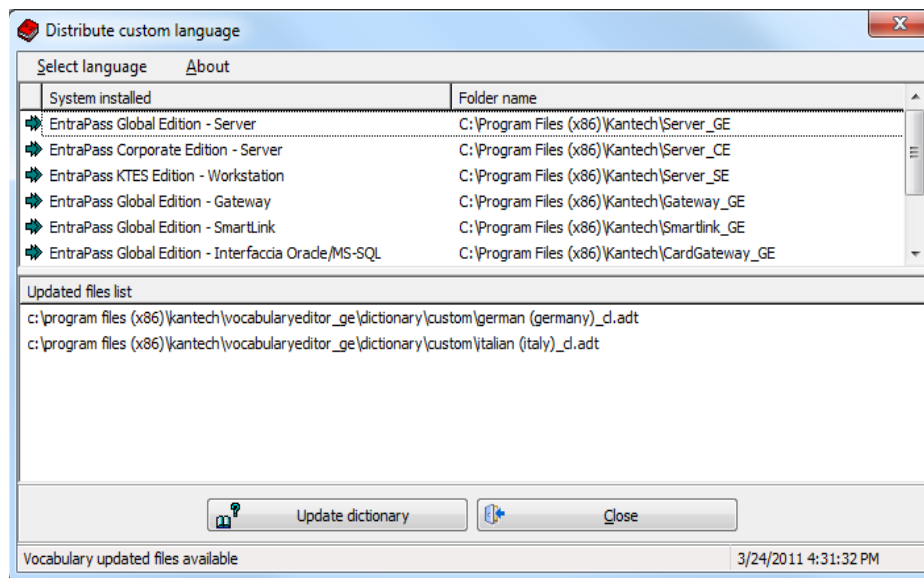 Distribute custom language
Select language About
System installed Folder name
EntraPass Global Edition - Server C:\Program Files (x86)\Kantech\Server_GE
EntraPass Corporate Edition - Server C:\Program Files (x86)\Kantech\Server_CE
EntraPass KTES Edition - Workstation C:\Program Files (x86)\Kantech\Server_SE
EntraPass Global Edition - Gateway C:\Program Files (x86)\Kantech\Gateway_GE
EntraPass Global Edition - SmartLink C:\Program Files (x86)\Kantech\Smartlink_GE
EntraPass Global Edition - Interfaccia Oracle/MS-SQL C:\Program Files (x86)\Kantech\CardGateway_GE
Updated files list
c:\program files (x86)\kantech\vocabularyeditor_ge\dictionary\custom\german (germany)_cl.adt
c:\program files (x86)\kantech\vocabularyeditor_ge\dictionary\custom\italian (italy)_cl.adt
Update dictionary Close
Vocabulary updated files available 3/24/2011 4:31:32 PM